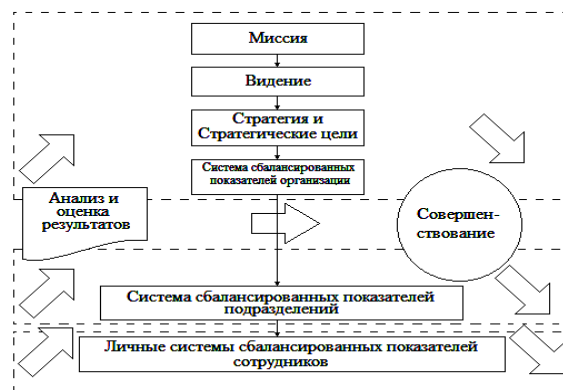 Миссия
Видение
Стратегия и
Стратегические цели
Система сбалансированных
показателей организации
Анализ и
оценка
результатов
Совершен-
ствование
Система сбалансированных показателей
подразделений
Личные системы сбалансированных показателей
сотрудников